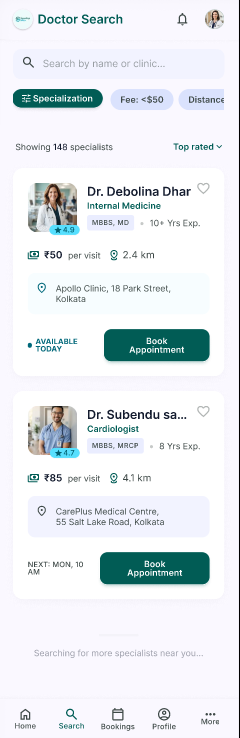 Doctor Search
Search by name or clinic...
Specialization
Fee: <$50
Distance
Showing 148 specialists
Top rated
Dr. Debolina Dhar
Internal Medicine
MBBS, MD • 10+ Yrs Exp.
4.9
₹50 per visit 2.4 km
Apollo Clinic, 18 Park Street,
Kolkata
AVAILABLE
TODAY
Book
Appointment
Dr. Subendu sa...
Cardiologist
MBBS, MRCP • 8 Yrs Exp.
4.7
₹85 per visit 4.1 km
CarePlus Medical Centre,
55 Salt Lake Road, Kolkata
NEXT: MON, 10
AM
Book
Appointment
Searching for more specialists near you...
Home
Search
Bookings
Profile
More